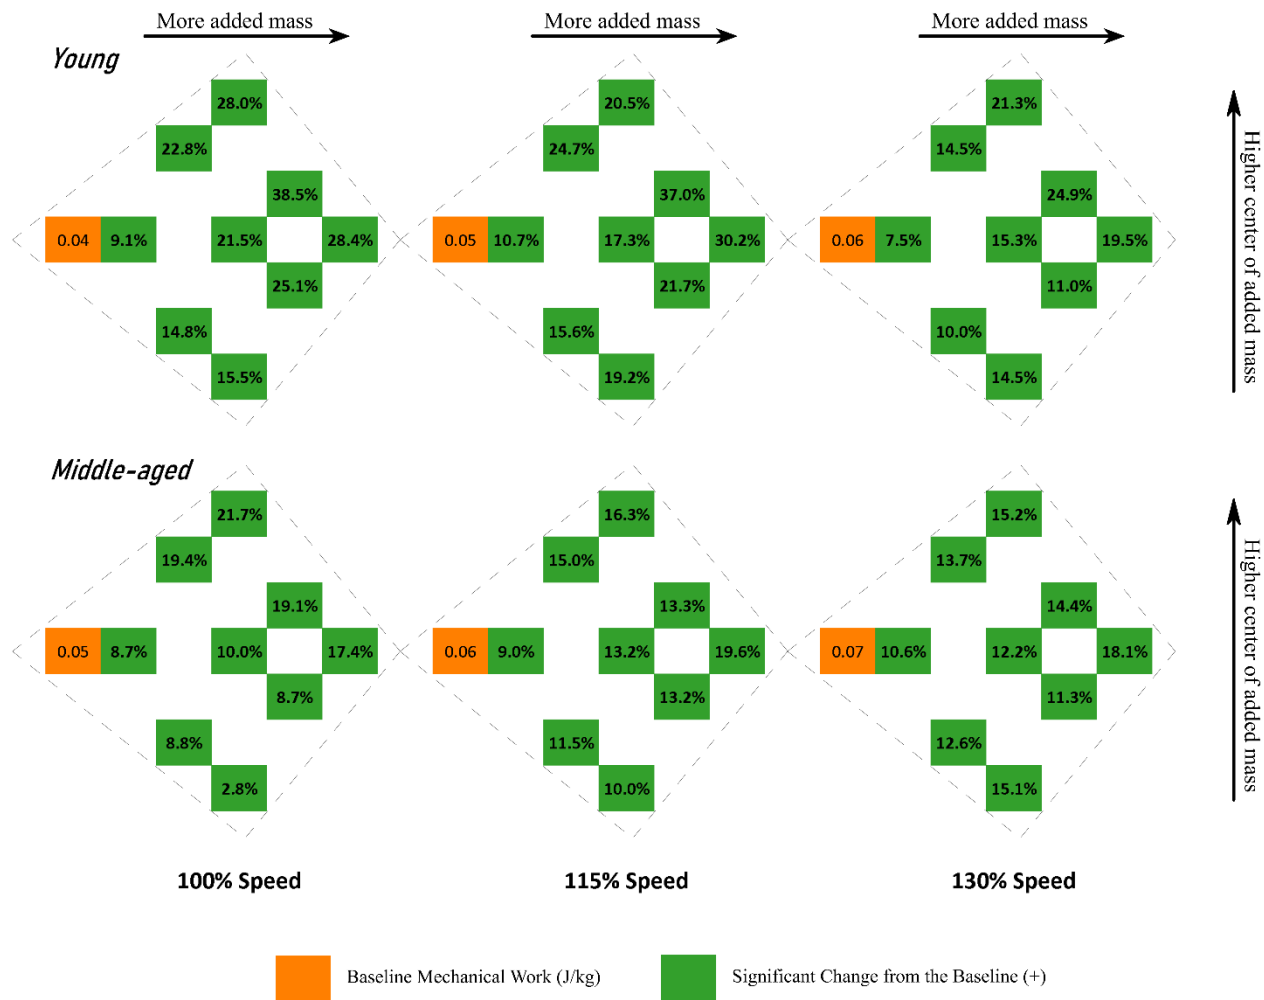 More added mass More added mass More added mass
Young
28.0% 20.5% 21.3%
22.8% 24.7% 14.5%
38.5% 37.0% 24.9%
0.04 9.1% 21.5% 28.4% 0.05 10.7% 17.3% 30.2% 0.06 7.5% 15.3% 19.5%
25.1% 21.7% 11.0%
14.8% 15.6% 10.0%
15.5% 19.2% 14.5%
Higher center of added mass
Middle-aged
21.7% 16.3% 15.2%
19.4% 15.0% 13.7%
19.1% 13.3% 14.4%
0.05 8.7% 10.0% 17.4% 0.06 9.0% 13.2% 19.6% 0.07 10.6% 12.2% 18.1%
8.7% 13.2% 11.3%
8.8% 11.5% 12.6%
2.8% 10.0% 15.1%
Higher center of added mass
100% Speed 115% Speed 130% Speed
Baseline Mechanical Work (J/kg) Significant Change from the Baseline (+)